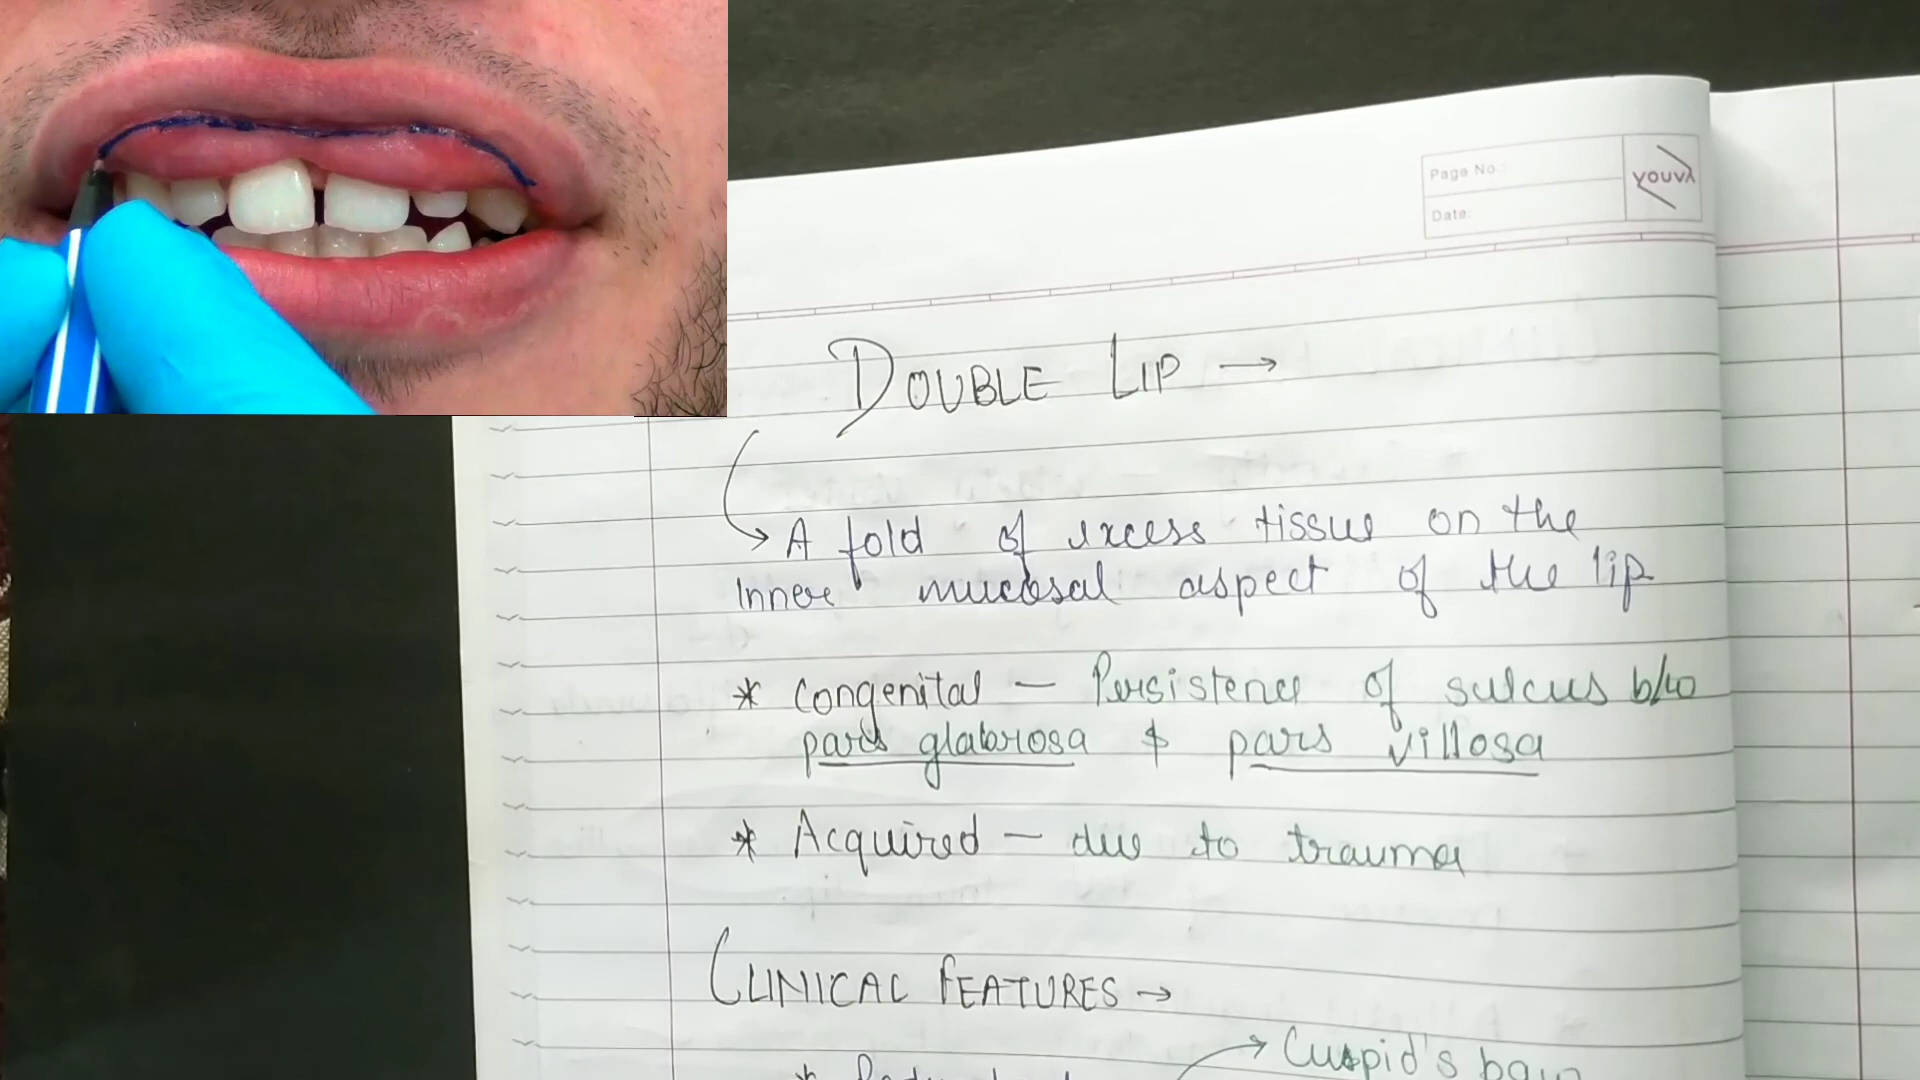 Page No.:
Date:
youva
DOUBLE LIP →
→ A fold of excess tissue on the
inner mucosal aspect of the lip
* Congenital – Persistence of sulcus b/w
pars glabrosa & pars villosa
* Acquired – due to trauma
CLINICAL FEATURES →
→ Cuspid's bow
*